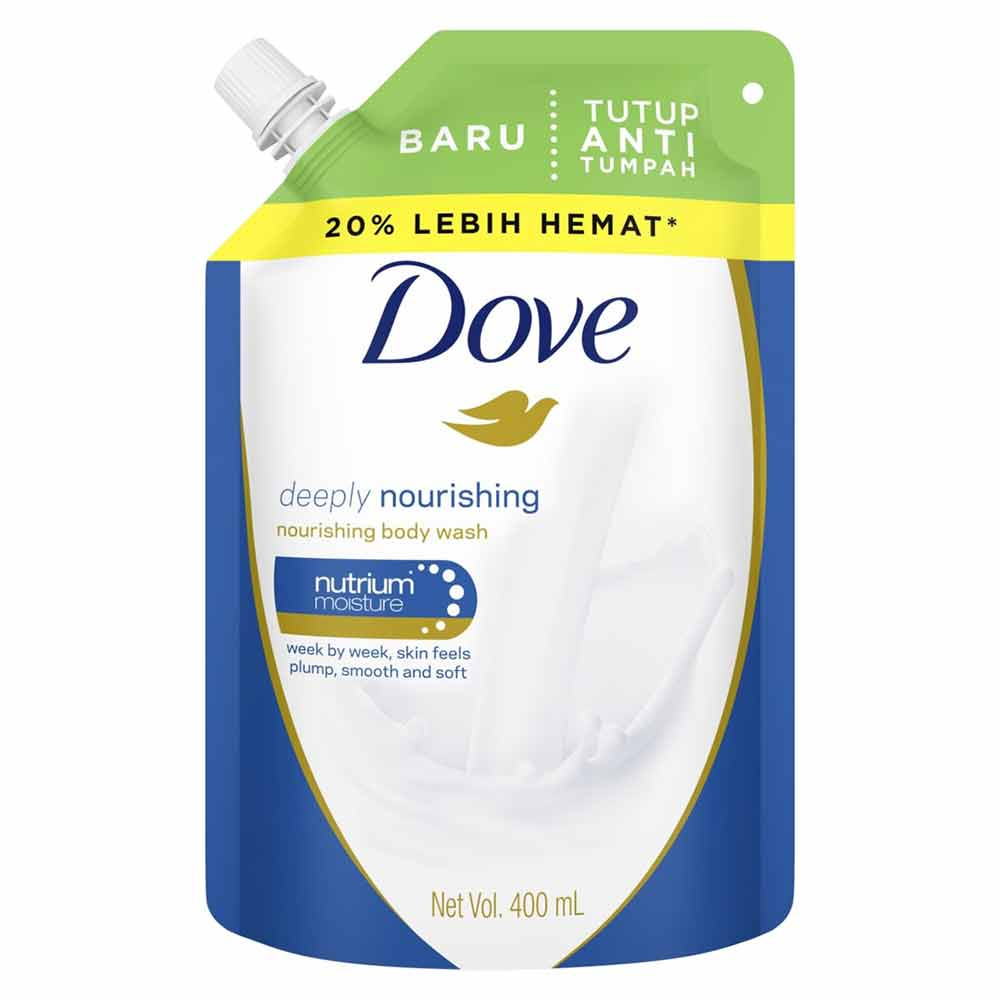 BARU
TUTUP
ANTI
TUMPAH
20% LEBIH HEMAT*
Dove
deeply nourishing
nourishing body wash
nutrium
moisture
week by week, skin feels
plump, smooth and soft
Net Vol. 400 mL